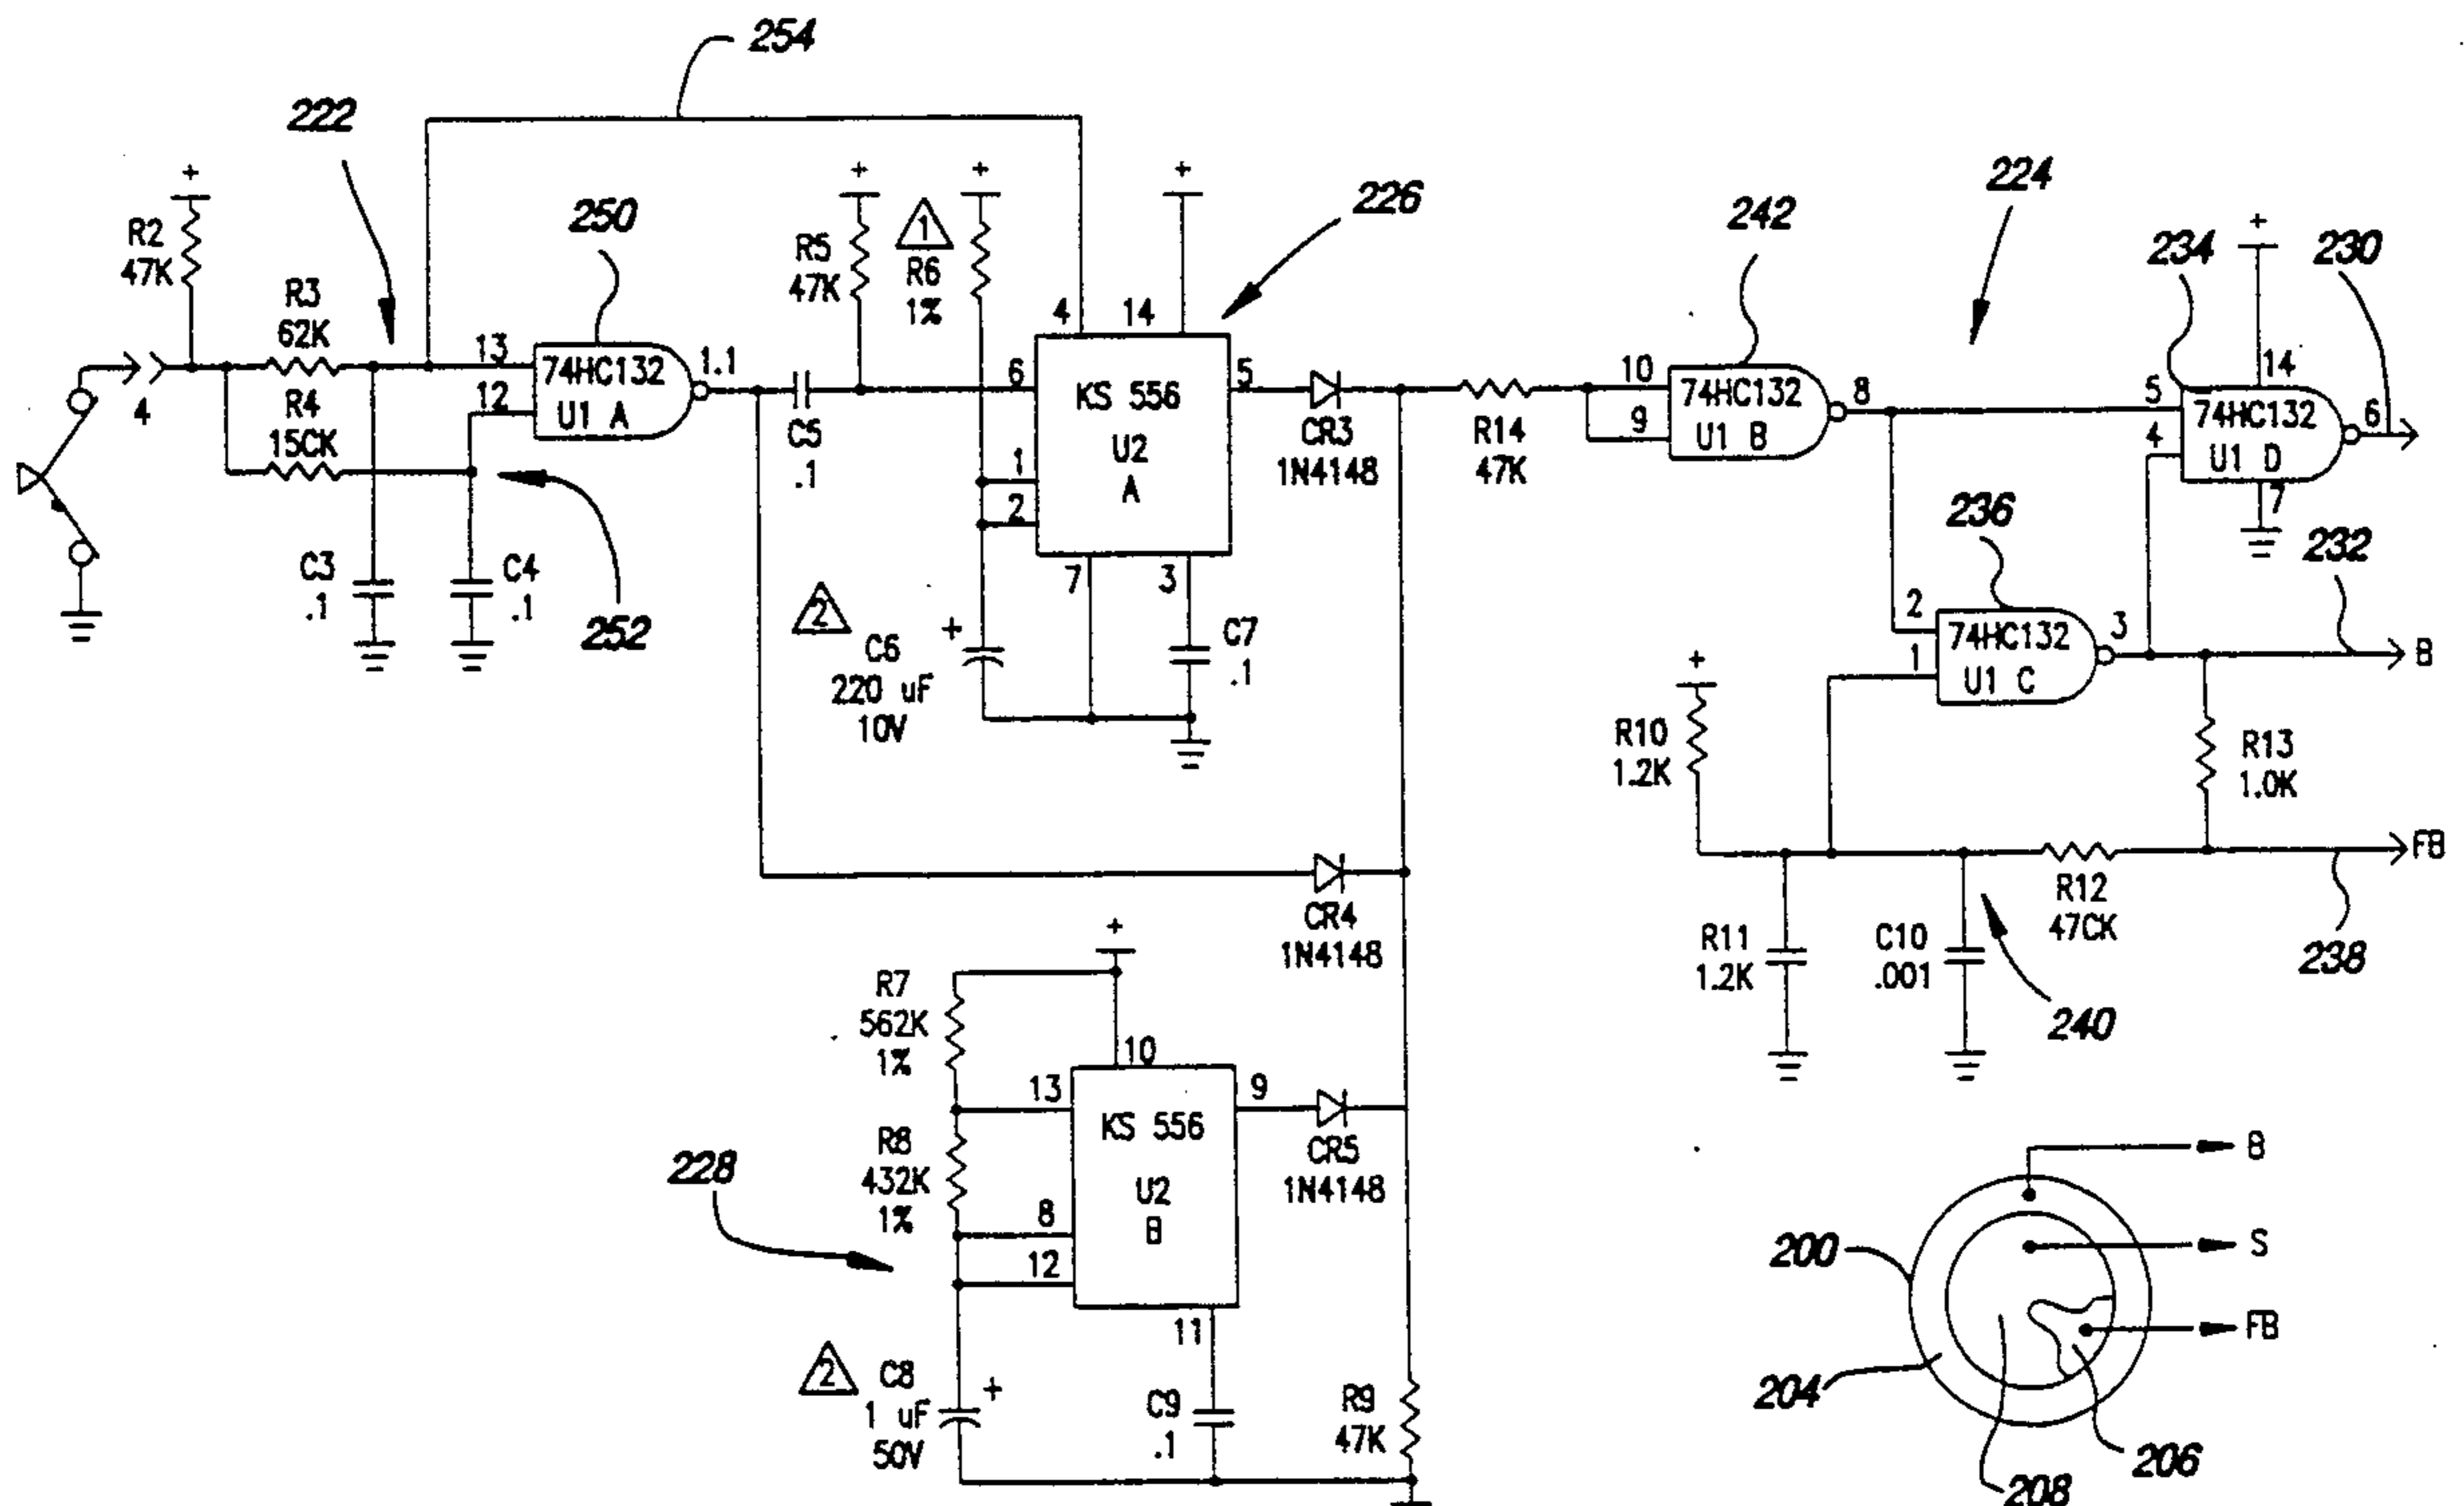 254
222
224
250
226
242
234
230
+
+
+
+
+
R2
47K
R3
62K
R4
15CK
4
13
12
74HC132
U1 A
1.1
C3
.1
C4
.1
252
C5
.1
R5
47K
1
R6
1%
4
14
6
1
2
KS 556
U2
A
5
7
3
2
C6
220 uF
10V
+
C7
.1
CR3
1N4148
R14
47K
10
9
74HC132
U1 B
8
5
4
14
74HC132
U1 D
6
7
236
232
2
1
74HC132
U1 C
3
B
+
R10
1.2K
R13
1.0K
FB
R12
47CK
R11
1.2K
C10
.001
240
238
CR4
1N4148
+
R7
562K
1%
R8
432K
1%
10
13
8
12
KS 556
U2
B
9
11
CR5
1N4148
228
2
C8
1 uF
50V
+
C9
.1
R9
47K
B
S
FB
200
204
206
208